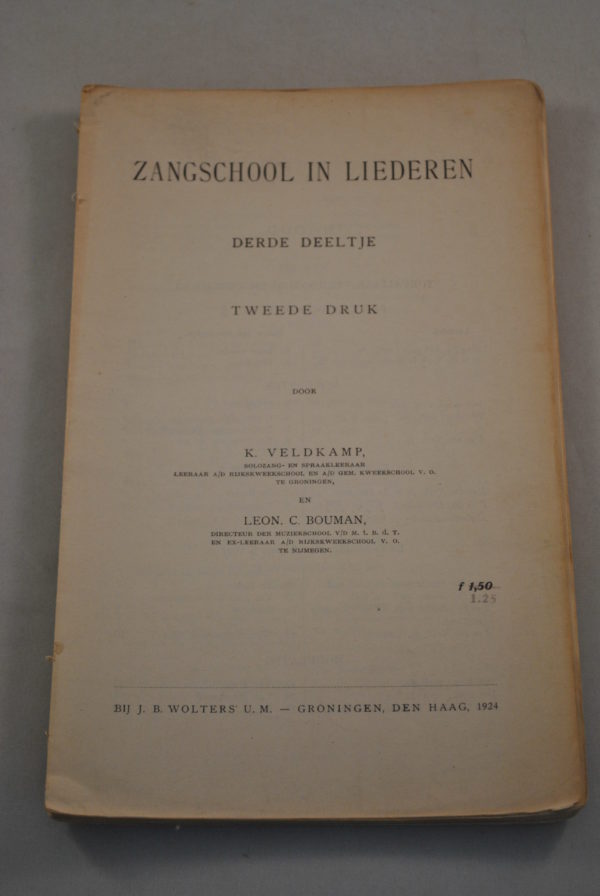 ZANGSCHOOL IN LIEDEREN
DERDE DEELTJE
TWEEDE DRUK
DOOR
K. VELDKAMP,
SOLOZANG- EN SPRAAKLEERAAR
LEERAAR A/D RIJKSKWEEKSCHOOL EN A/D GEM. KWEEKSCHOOL V. O.
TE GRONINGEN,
EN
LEON. C. BOUMAN,
DIRECTEUR DER MUZIEKSCHOOL V/D M. t. B. d. T.
EN EX-LEERAAR A/D RIJKSKWEEKSCHOOL V. O.
TE NIJMEGEN.
f 1,50
1.25
BIJ J. B. WOLTERS' U. M. — GRONINGEN, DEN HAAG, 1924